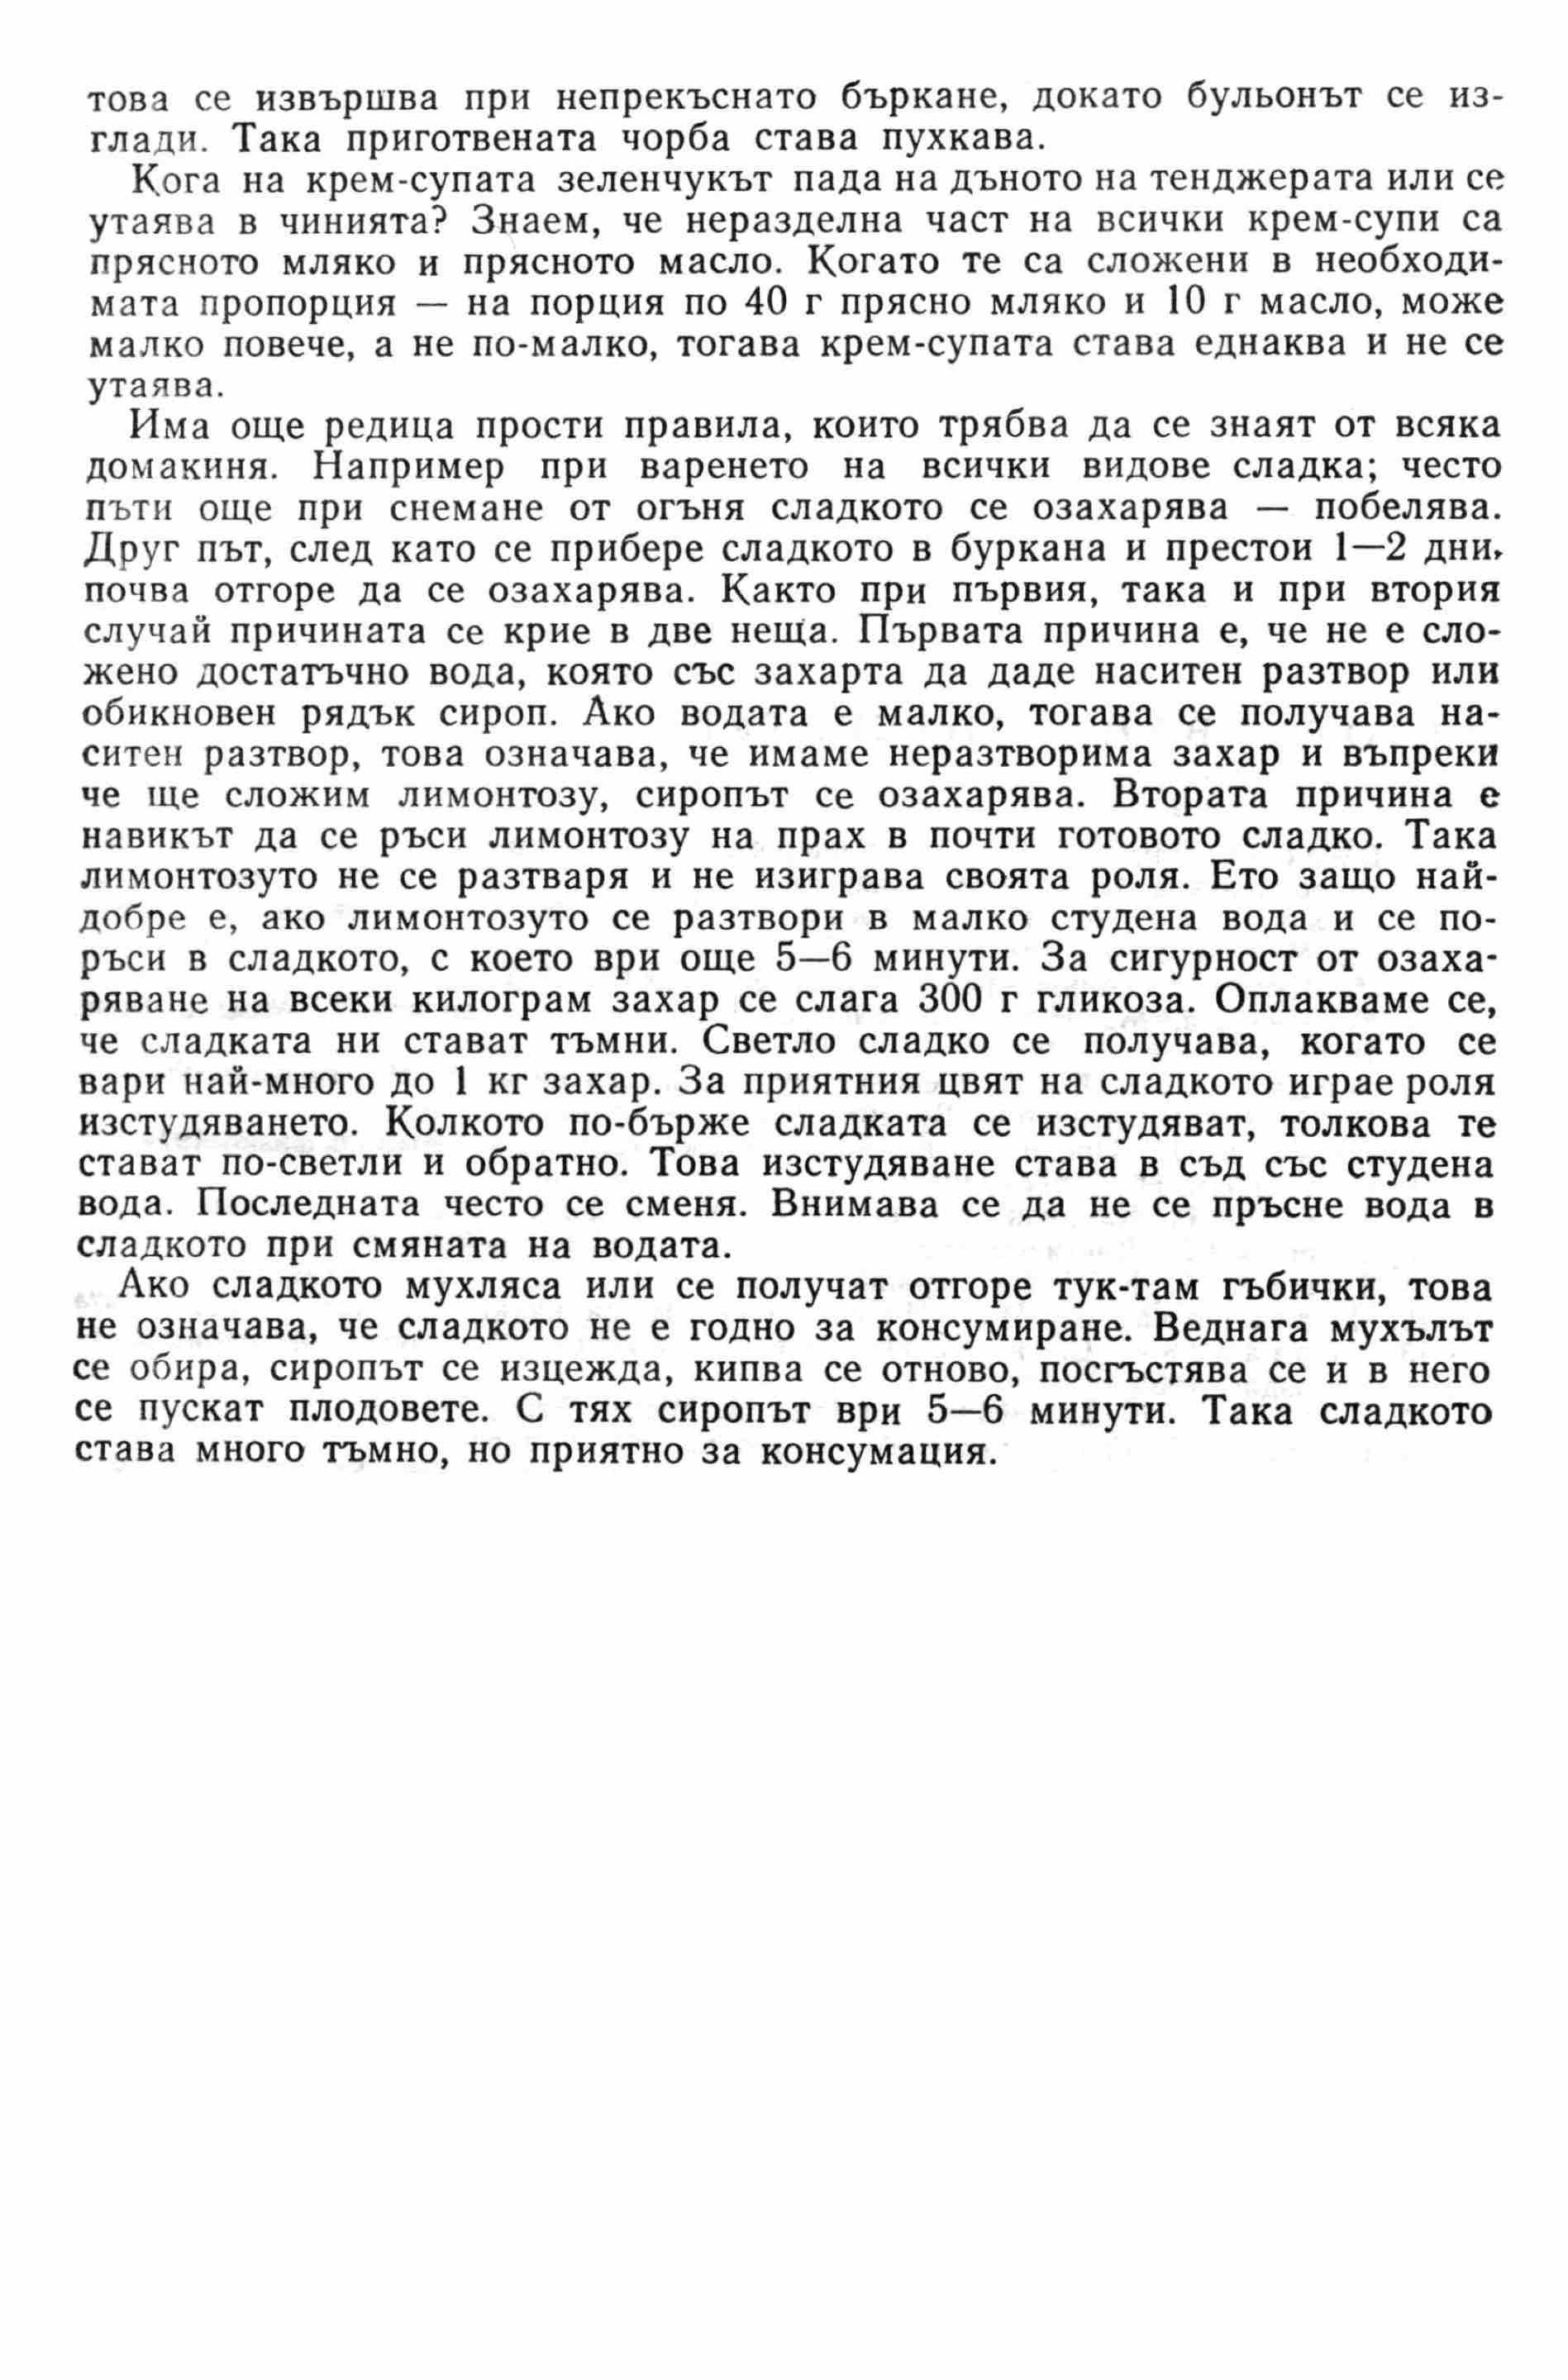 това се извършва при непрекъснато бъркане, докато бульонът се из-
глади. Така приготвената чорба става пухкава.
Кога на крем-супата зеленчукът пада на дъното на тенджерата или се
утаява в чинията? Знаем, че неразделна част на всички крем-супи са
прясното мляко и прясното масло. Когато те са сложени в необходи-
мата пропорция — на порция по 40 г прясно мляко и 10 г масло, може
малко повече, а не по-малко, тогава крем-супата става еднаква и не се
утаява.
Има още редица прости правила, които трябва да се знаят от всяка
домакиня. Например при варенето на всички видове сладка; често
пъти още при снемане от огъня сладкото се озахарява — побелява.
Друг път, след като се прибере сладкото в буркана и престои 1—2 дни,
почва отгоре да се озахарява. Както при първия, така и при втория
случай причината се крие в две неща. Първата причина е, че не е сло-
жено достатъчно вода, която със захарта да даде наситен разтвор или
обикновен рядък сироп. Ако водата е малко, тогава се получава на-
ситен разтвор, това означава, че имаме неразтворима захар и въпреки
че ще сложим лимонтозу, сиропът се озахарява. Втората причина е
навикът да се ръси лимонтозу на прах в почти готовото сладко. Така
лимонтозуто не се разтваря и не изиграва своята роля. Ето защо най-
добре е, ако лимонтозуто се разтвори в малко студена вода и се по-
ръси в сладкото, с което ври още 5—6 минути. За сигурност от озаха-
ряване на всеки килограм захар се слага 300 г гликоза. Оплакваме се,
че сладката ни стават тъмни. Светло сладко се получава, когато се
вари най-много до 1 кг захар. За приятния цвят на сладкото играе роля
изстудяването. Колкото по-бърже сладката се изстудяват, толкова те
стават по-светли и обратно. Това изстудяване става в съд със студена
вода. Последната често се сменя. Внимава се да не се пръсне вода в
сладкото при смяната на водата.
Ако сладкото мухляса или се получат отгоре тук-там гъбички, това
не означава, че сладкото не е годно за консумиране. Веднага мухълът
се обира, сиропът се изцежда, кипва се отново, посгъстява се и в него
се пускат плодовете. С тях сиропът ври 5—6 минути. Така сладкото
става много тъмно, но приятно за консумация.